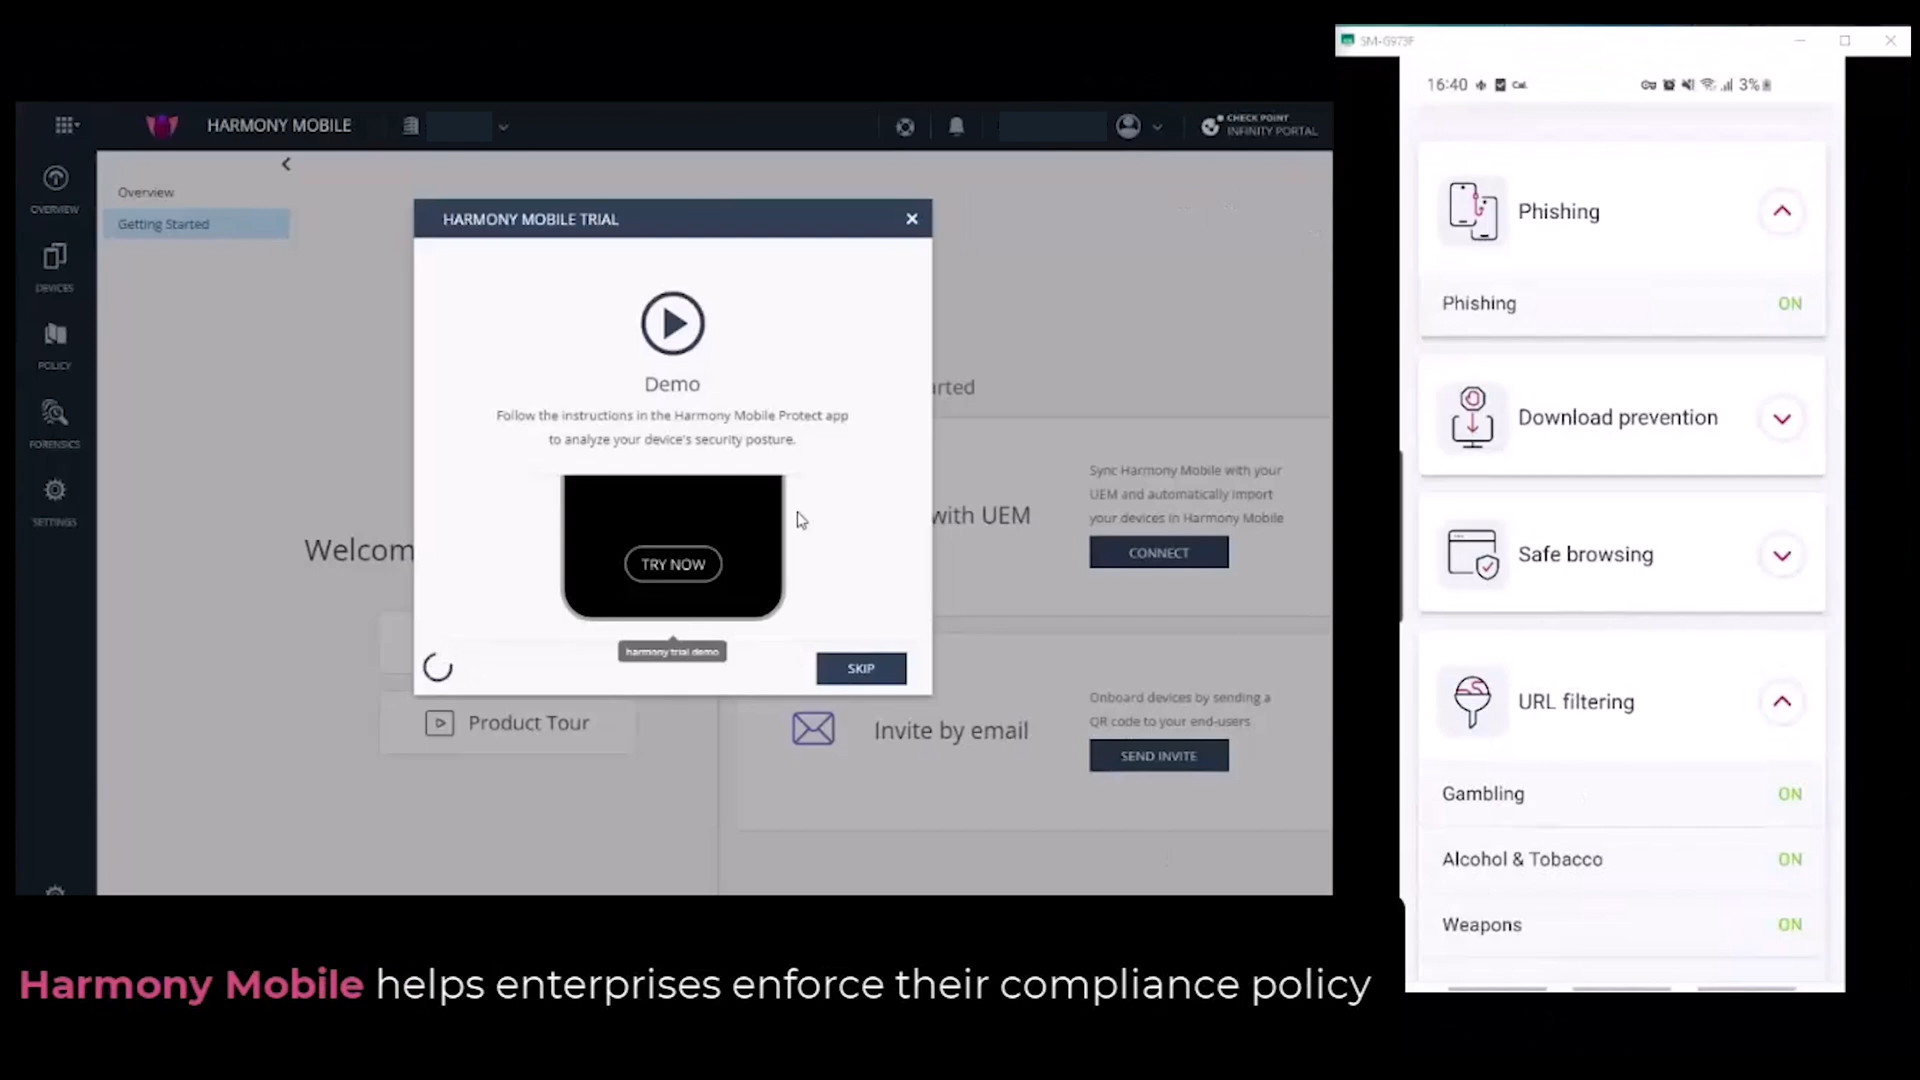 HARMONY MOBILE
CHECK POINT
INFINITY PORTAL
OVERVIEW
DEVICES
POLICY
FORENSICS
SETTINGS
Overview
Getting Started
Welcom
Product Tour
HARMONY MOBILE TRIAL
Demo
Follow the instructions in the Harmony Mobile Protect app
to analyze your device's security posture.
TRY NOW
harmony trial demo
SKIP
arted
with UEM
Sync Harmony Mobile with your
UEM and automatically import
your devices in Harmony Mobile
CONNECT
Invite by email
Onboard devices by sending a
QR code to your end-users
SEND INVITE
SM-G973F
16:40
Cal.
3%
Phishing
Phishing ON
Download prevention
Safe browsing
URL filtering
Gambling ON
Alcohol & Tobacco ON
Weapons ON
Harmony Mobile helps enterprises enforce their compliance policy